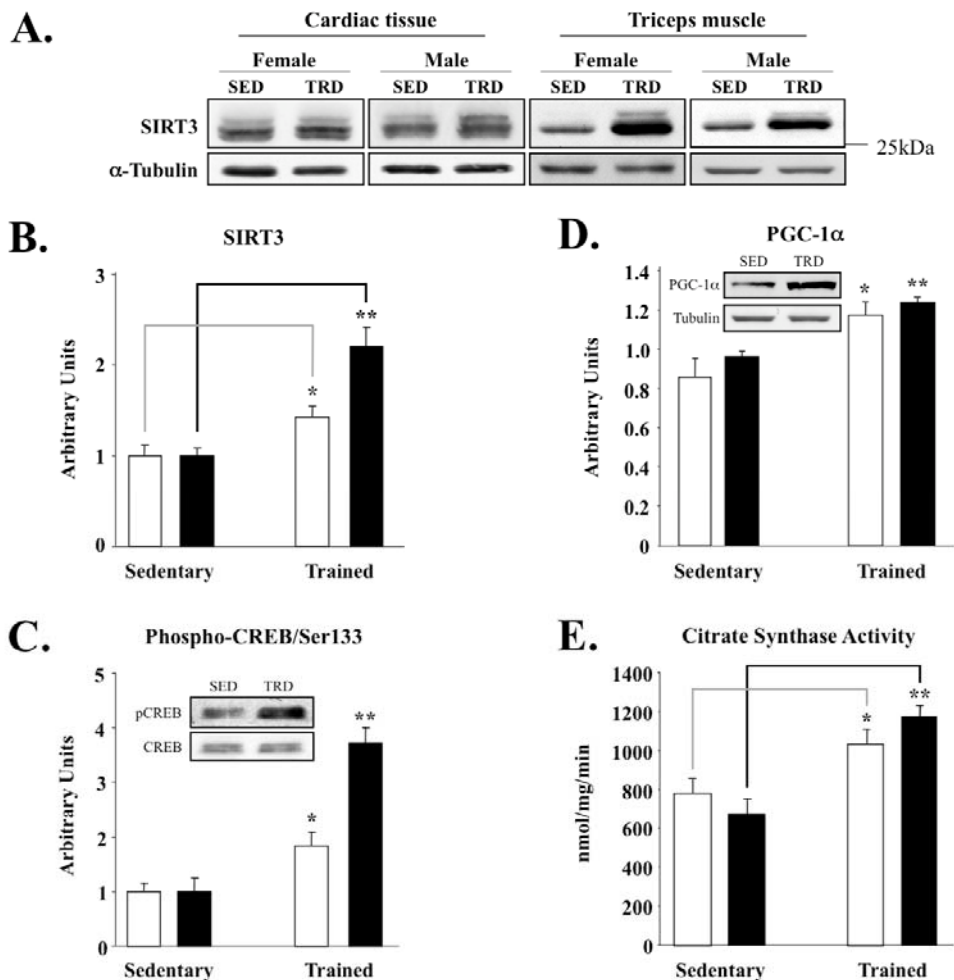 A.
Cardiac tissue Triceps muscle
Female Male Female Male
SED TRD SED TRD SED TRD SED TRD
SIRT3
25kDa
α-Tubulin
B.
SIRT3
3
2
1
0
Arbitrary Units
*
**
Sedentary Trained
D.
PGC-1α
SED TRD
PGC-1α
Tubulin
1.4
1.2
1.0
0.8
0.6
0.4
0.2
0
Arbitrary Units
*
**
Sedentary Trained
C.
Phospho-CREB/Ser133
SED TRD
pCREB
CREB
5
4
3
2
1
0
Arbitrary Units
*
**
Sedentary Trained
E.
Citrate Synthase Activity
1400
1200
1000
800
600
400
200
0
nmol/mg/min
*
**
Sedentary Trained